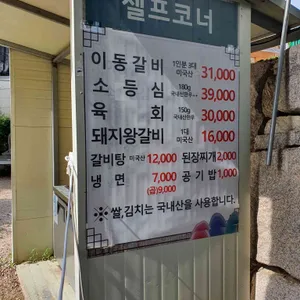 셀프코너
이동갈비 1인분 3대 미국산 31,000
소등심 180g 국내산한우 39,000
육회 150g 국내산한우 30,000
돼지왕갈비 1대 미국산 16,000
갈비탕 미국산 12,000 된장찌개 2,000
냉면 7,000 공기밥 1,000
(곱)9,000
※쌀,김치는 국내산을 사용합니다.